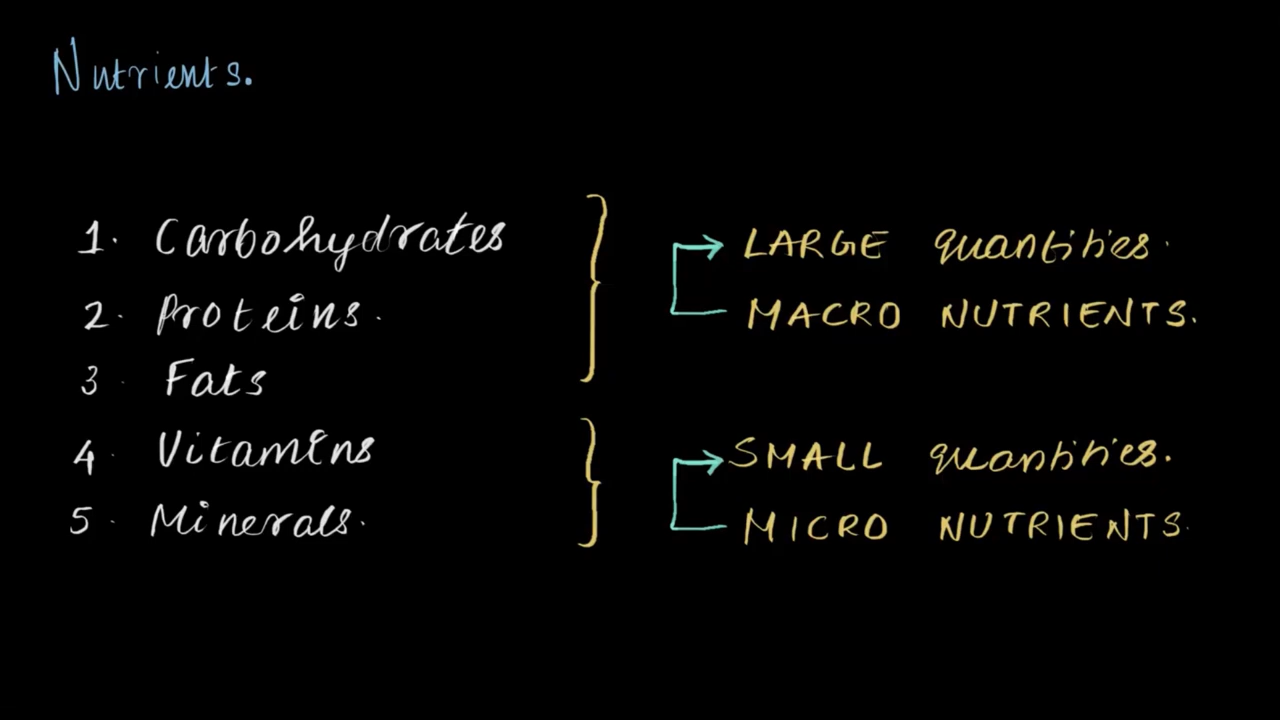 Nutrients.
1. Carbohydrates
2. Proteins.
3. Fats
4. Vitamins
5. Minerals.
LARGE quantities.
MACRO NUTRIENTS.
SMALL quantities.
MICRO NUTRIENTS.